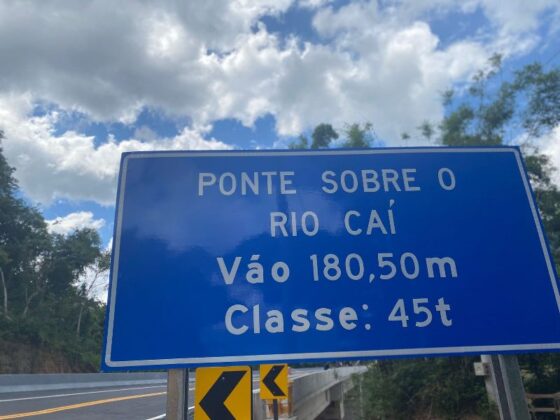 PONTE SOBRE O
RIO CAÍ
Váo 180,50m
Classe: 45t